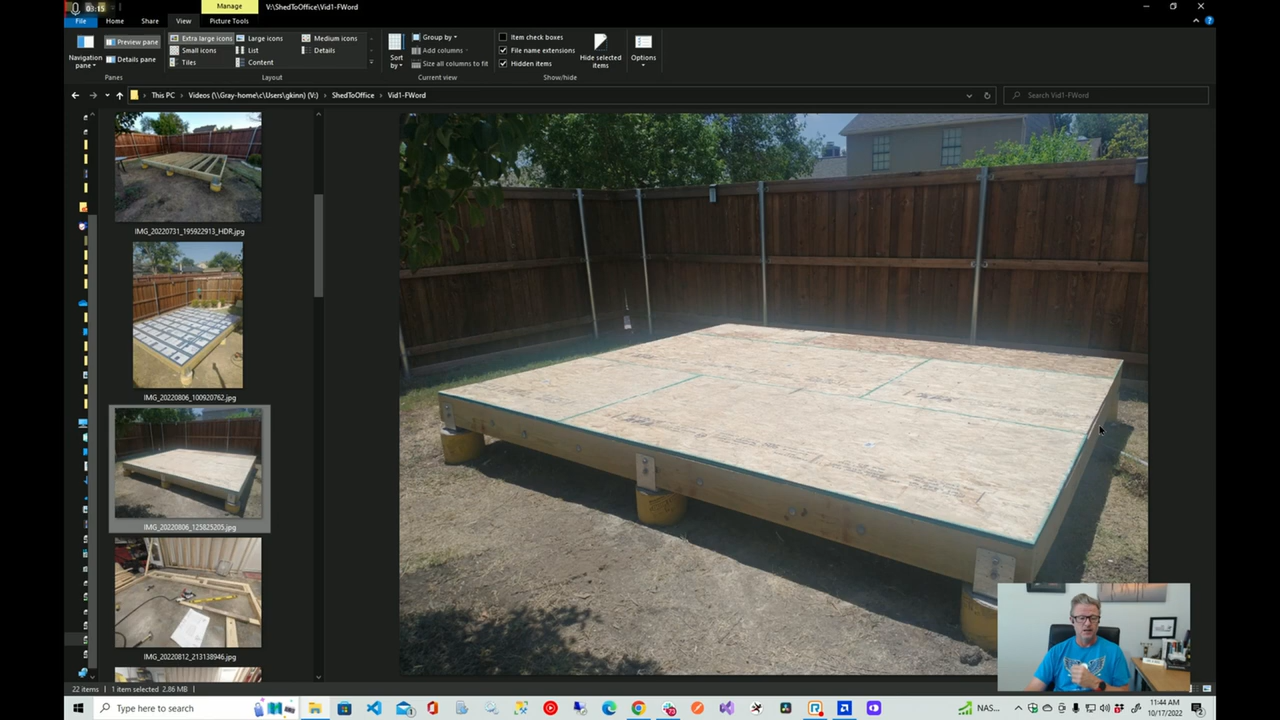 03:15
Manage
V:\ShedToOffice\Vid1-FWord
File
Home
Share
View
Picture Tools
Navigation pane
Preview pane
Details pane
Panes
Extra large icons
Large icons
Medium icons
Small icons
List
Details
Tiles
Content
Layout
Sort by
Group by
Add columns
Size all columns to fit
Current view
Item check boxes
File name extensions
Hidden items
Hide selected items
Show/hide
Options
This PC > Videos (\\Gray-home\c\Users\gkinn) (V:) > ShedToOffice > Vid1-FWord
Search Vid1-FWord
IMG_20220731_195922913_HDR.jpg
IMG_20220806_100920762.jpg
IMG_20220806_125825205.jpg
IMG_20220812_213138946.jpg
22 items
1 item selected 2.86 MB
Type here to search
NAS...
11:44 AM
10/17/2022